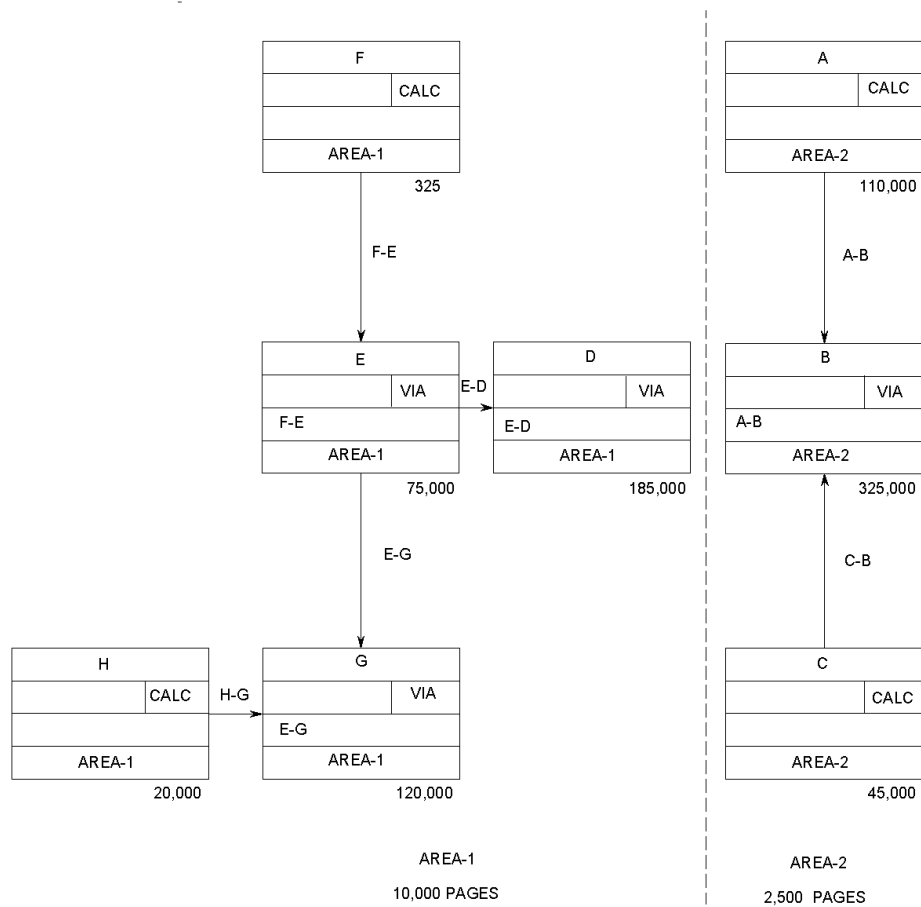 F
CALC
AREA-1
325
F-E
E
VIA
F-E
AREA-1
75,000
E-D
D
VIA
E-D
AREA-1
185,000
E-G
H
CALC
AREA-1
20,000
H-G
G
VIA
E-G
AREA-1
120,000
AREA-1
10,000 PAGES
A
CALC
AREA-2
110,000
A-B
B
VIA
A-B
AREA-2
325,000
C-B
C
CALC
AREA-2
45,000
AREA-2
2,500 PAGES